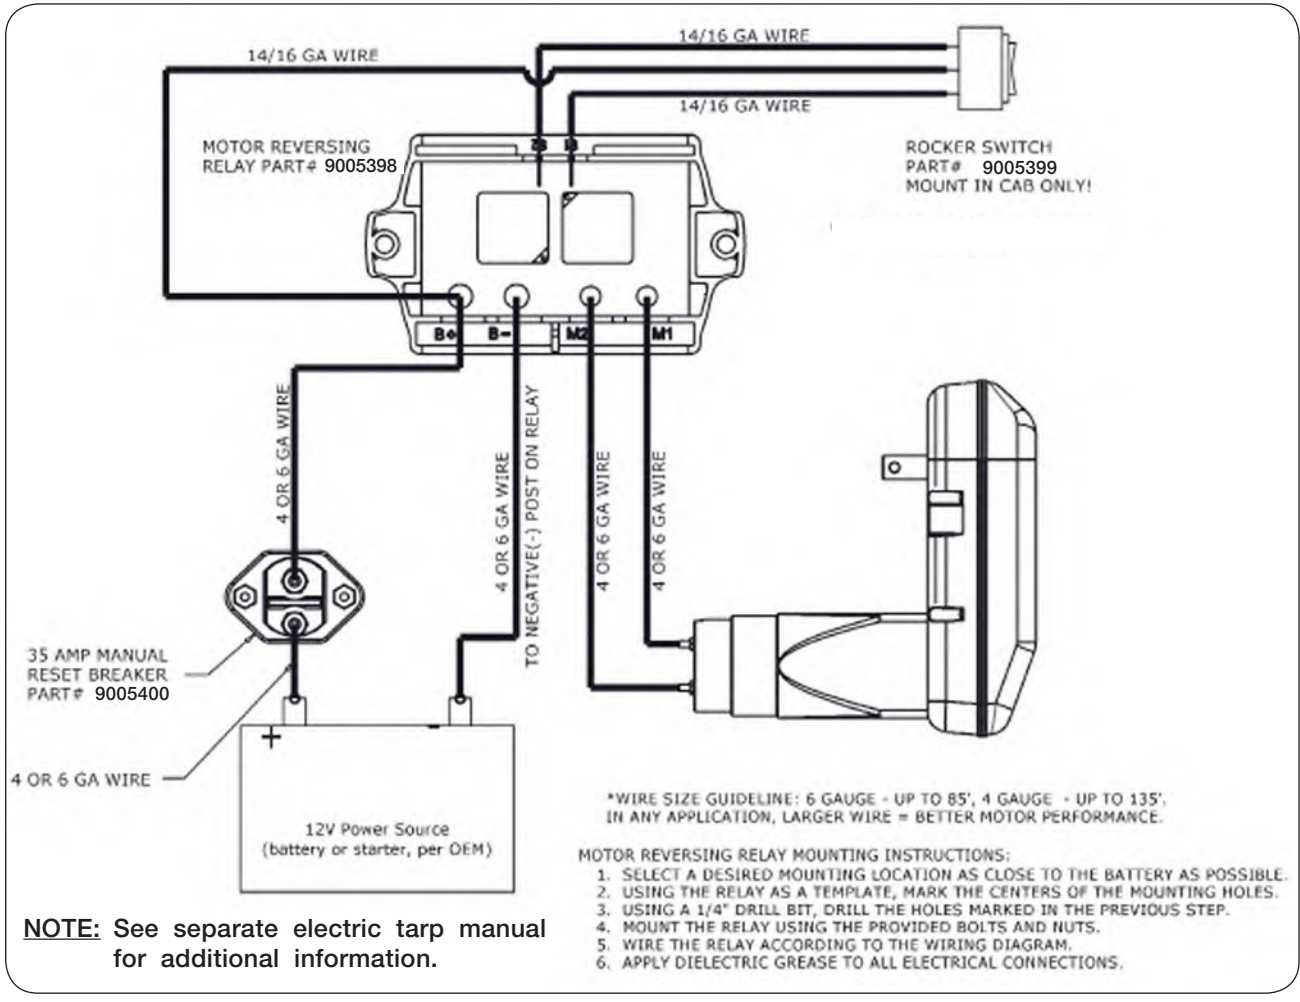 14/16 GA WIRE
14/16 GA WIRE
14/16 GA WIRE
MOTOR REVERSING
RELAY PART# 9005398
ROCKER SWITCH
PART# 9005399
MOUNT IN CAB ONLY!
S2 S1
B+ B- M2 M1
4 OR 6 GA WIRE
4 OR 6 GA WIRE
TO NEGATIVE(-) POST ON RELAY
4 OR 6 GA WIRE
4 OR 6 GA WIRE
35 AMP MANUAL
RESET BREAKER
PART# 9005400
4 OR 6 GA WIRE
+ -
12V Power Source
(battery or starter, per OEM)
*WIRE SIZE GUIDELINE: 6 GAUGE - UP TO 85', 4 GAUGE - UP TO 135'.
IN ANY APPLICATION, LARGER WIRE = BETTER MOTOR PERFORMANCE.
MOTOR REVERSING RELAY MOUNTING INSTRUCTIONS:
1. SELECT A DESIRED MOUNTING LOCATION AS CLOSE TO THE BATTERY AS POSSIBLE.
2. USING THE RELAY AS A TEMPLATE, MARK THE CENTERS OF THE MOUNTING HOLES.
3. USING A 1/4" DRILL BIT, DRILL THE HOLES MARKED IN THE PREVIOUS STEP.
4. MOUNT THE RELAY USING THE PROVIDED BOLTS AND NUTS.
5. WIRE THE RELAY ACCORDING TO THE WIRING DIAGRAM.
6. APPLY DIELECTRIC GREASE TO ALL ELECTRICAL CONNECTIONS.
NOTE: See separate electric tarp manual
for additional information.